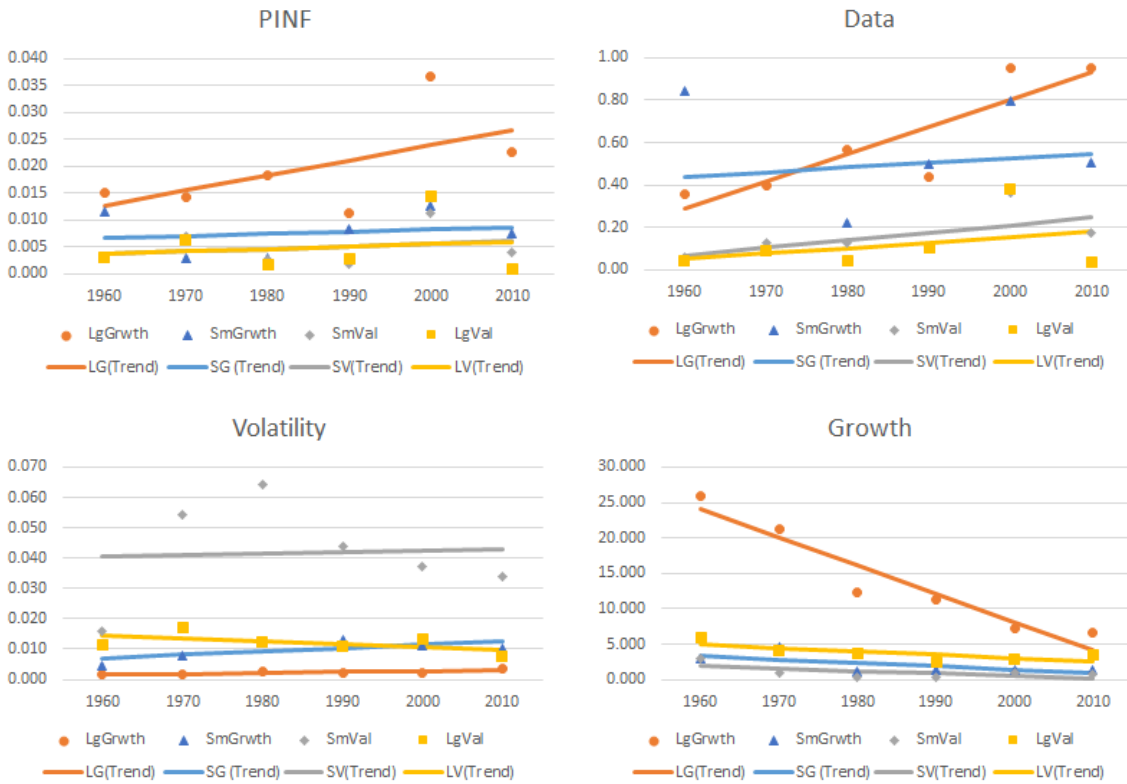 PINF
0.040
0.035
0.030
0.025
0.020
0.015
0.010
0.005
0.000
1960 1970 1980 1990 2000 2010
LgGrwth SmGrwth SmVal LgVal
LG(Trend) SG (Trend) SV(Trend) LV(Trend)
Data
1.00
0.80
0.60
0.40
0.20
0.00
1960 1970 1980 1990 2000 2010
LgGrwth SmGrwth SmVal LgVal
LG(Trend) SG (Trend) SV(Trend) LV(Trend)
Volatility
0.070
0.060
0.050
0.040
0.030
0.020
0.010
0.000
1960 1970 1980 1990 2000 2010
LgGrwth SmGrwth SmVal LgVal
LG(Trend) SG (Trend) SV(Trend) LV(Trend)
Growth
30.000
25.000
20.000
15.000
10.000
5.000
0.000
1960 1970 1980 1990 2000 2010
LgGrwth SmGrwth SmVal LgVal
LG(Trend) SG (Trend) SV(Trend) LV(Trend)